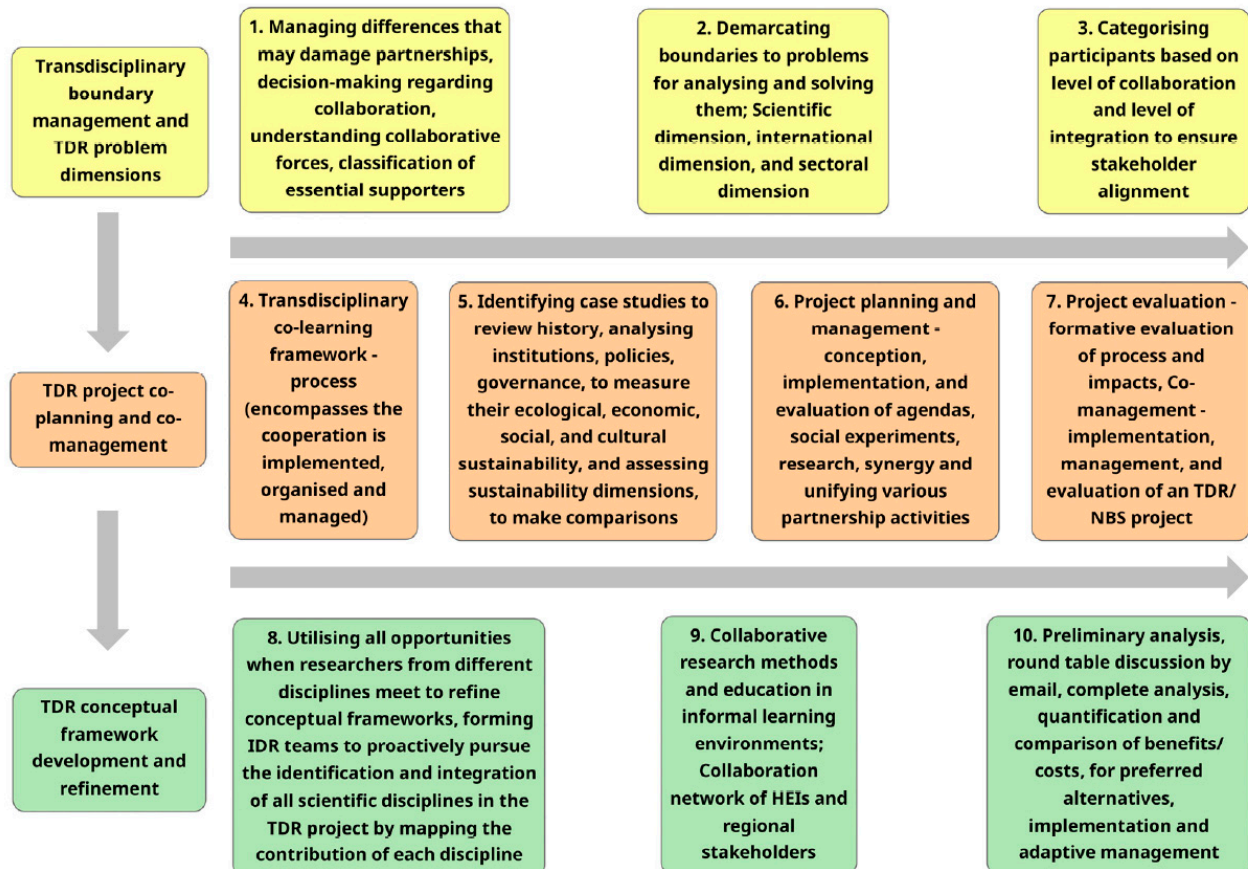 Transdisciplinary
boundary
management and
TDR problem
dimensions
1. Managing differences that
may damage partnerships,
decision-making regarding
collaboration,
understanding collaborative
forces, classification of
essential supporters
2. Demarcating
boundaries to problems
for analysing and solving
them; Scientific
dimension, international
dimension, and sectoral
dimension
3. Categorising
participants based on
level of collaboration
and level of
integration to ensure
stakeholder
alignment
TDR project co-
planning and co-
management
4. Transdisciplinary
co-learning
framework -
process
(encompasses the
cooperation is
implemented,
organised and
managed)
5. Identifying case studies to
review history, analysing
institutions, policies,
governance, to measure
their ecological, economic,
social, and cultural
sustainability, and assessing
sustainability dimensions,
to make comparisons
6. Project planning and
management -
conception,
implementation, and
evaluation of agendas,
social experiments,
research, synergy and
unifying various
partnership activities
7. Project evaluation -
formative evaluation
of process and
impacts, Co-
management -
implementation,
management, and
evaluation of an TDR/
NBS project
TDR conceptual
framework
development and
refinement
8. Utilising all opportunities
when researchers from different
disciplines meet to refine
conceptual frameworks, forming
IDR teams to proactively pursue
the identification and integration
of all scientific disciplines in the
TDR project by mapping the
contribution of each discipline
9. Collaborative
research methods
and education in
informal learning
environments;
Collaboration
network of HEIs and
regional
stakeholders
10. Preliminary analysis,
round table discussion by
email, complete analysis,
quantification and
comparison of benefits/
costs, for preferred
alternatives,
implementation and
adaptive management